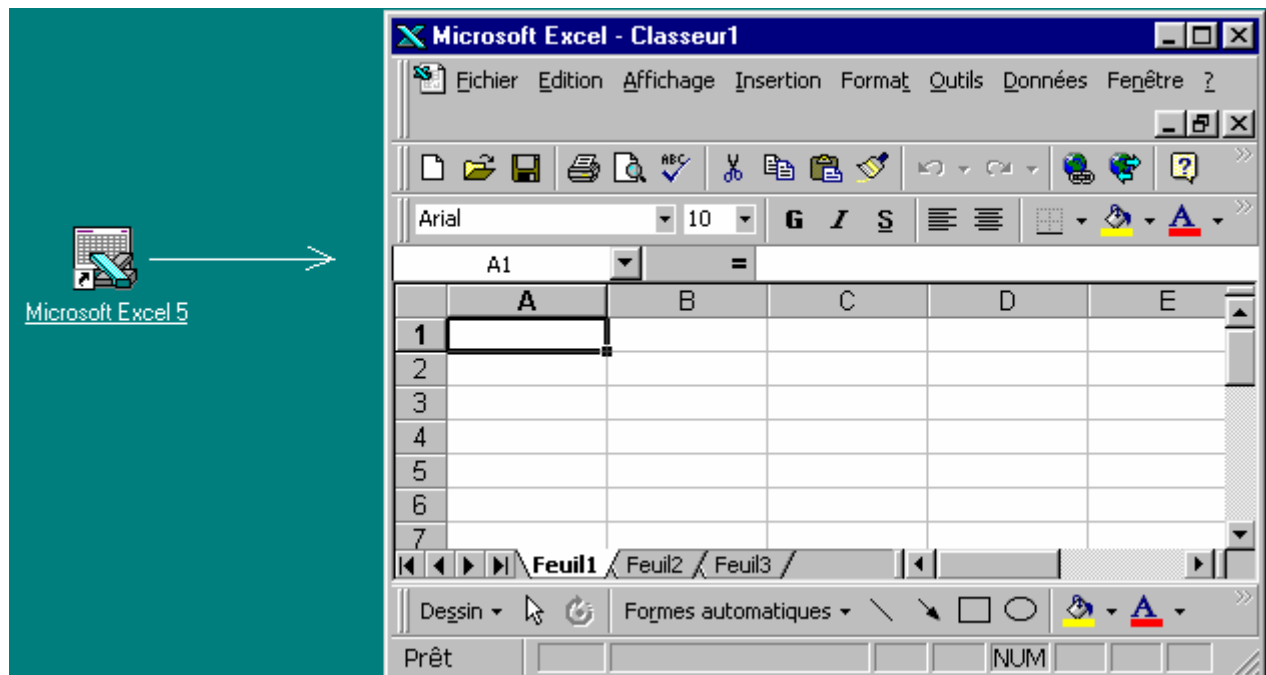 Microsoft Excel 5
Microsoft Excel - Classeur1
Fichier Edition Affichage Insertion Format Outils Données Fenêtre ?
ABC
Arial 10 G I S A
A1 =
A B C D E
1
2
3
4
5
6
7
Feuil1 Feuil2 Feuil3
Dessin Formes automatiques A
Prêt NUM